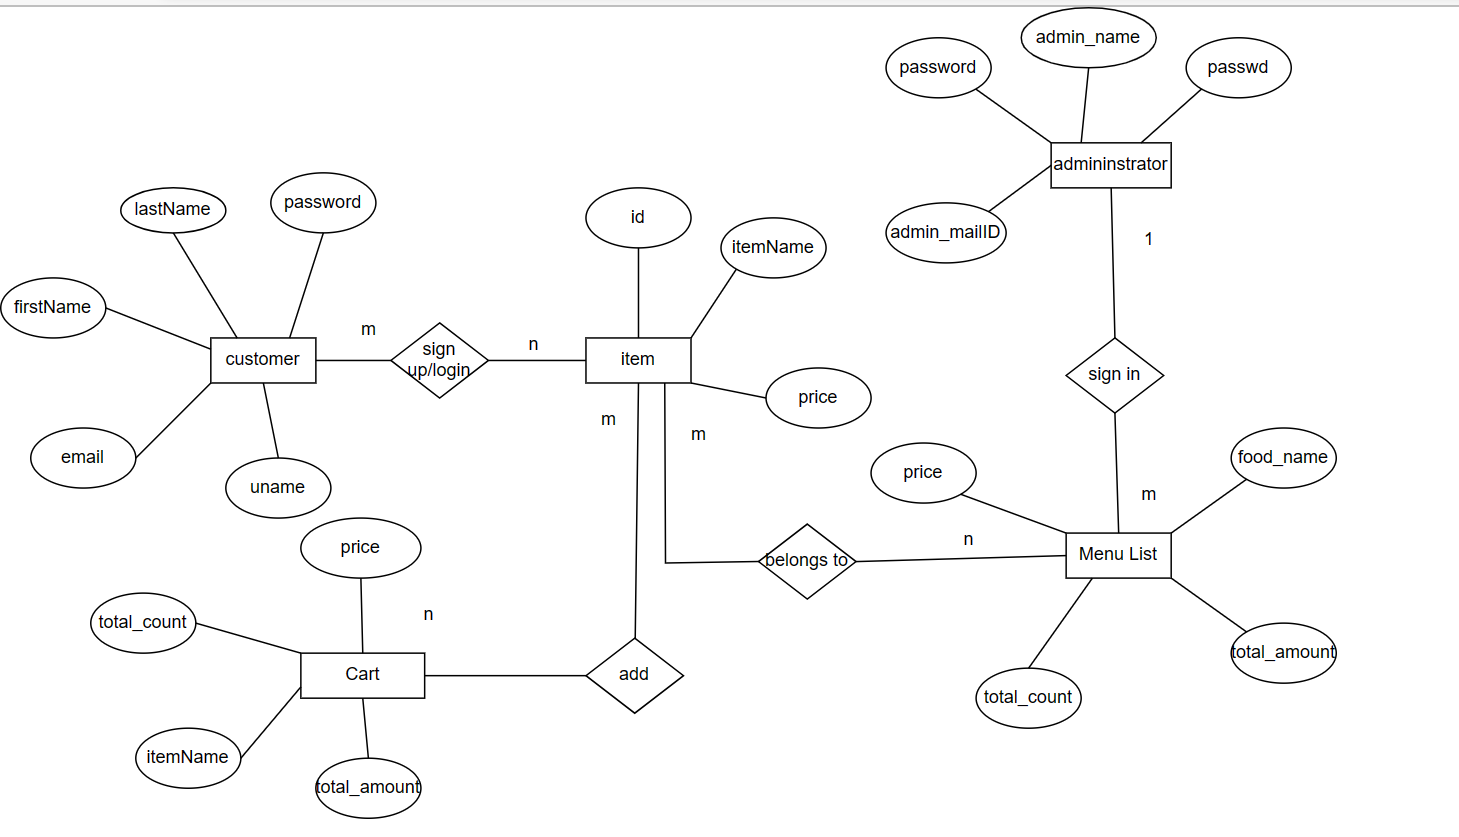 admin_name
password
passwd
admininstrator
admin_mailID
1
lastName
password
id
itemName
firstName
m
n
customer
sign
up/login
item
sign in
price
m
m
email
uname
price
food_name
m
price
n
belongs to
Menu List
total_count
n
Cart
add
total_amount
total_count
itemName
total_amount